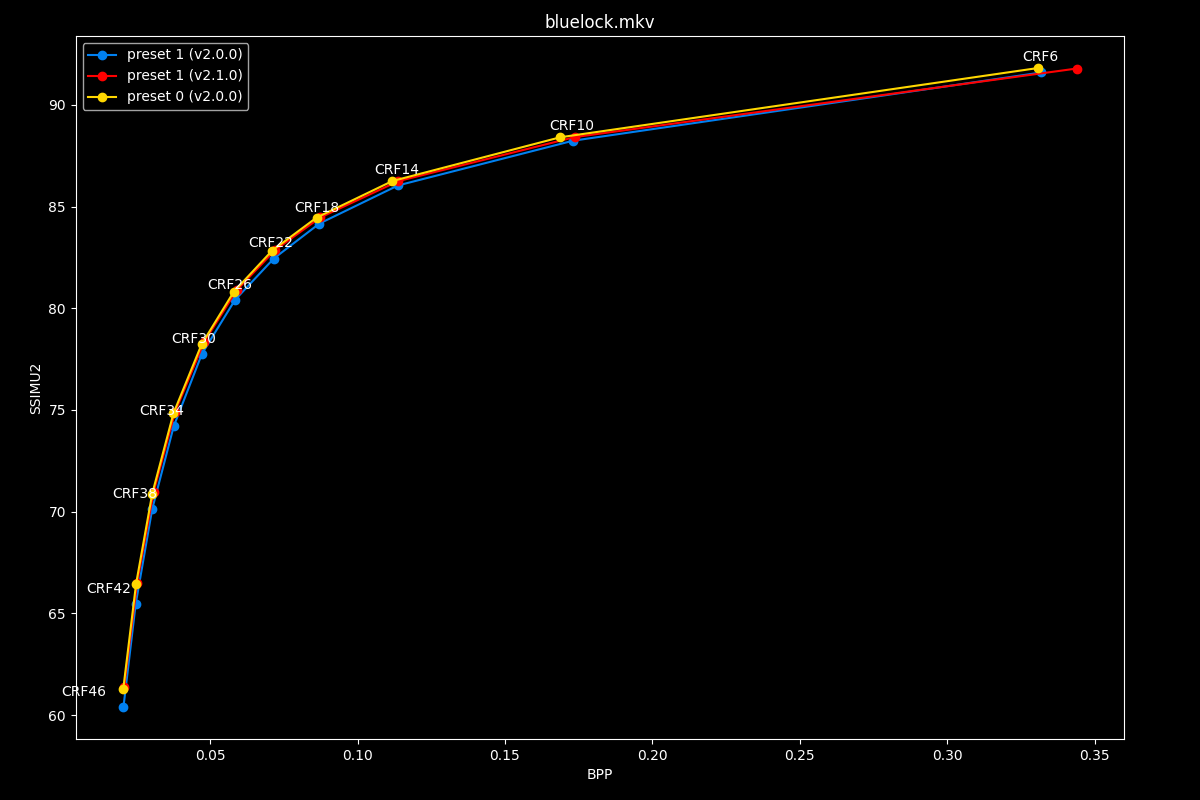 bluelock.mkv
preset 1 (v2.0.0)
preset 1 (v2.1.0)
preset 0 (v2.0.0)
CRF6
CRF10
CRF14
CRF18
CRF22
CRF26
CRF30
CRF34
CRF38
CRF42
CRF46
90
85
80
75
70
65
60
SSIMU2
0.05
0.10
0.15
0.20
0.25
0.30
0.35
BPP